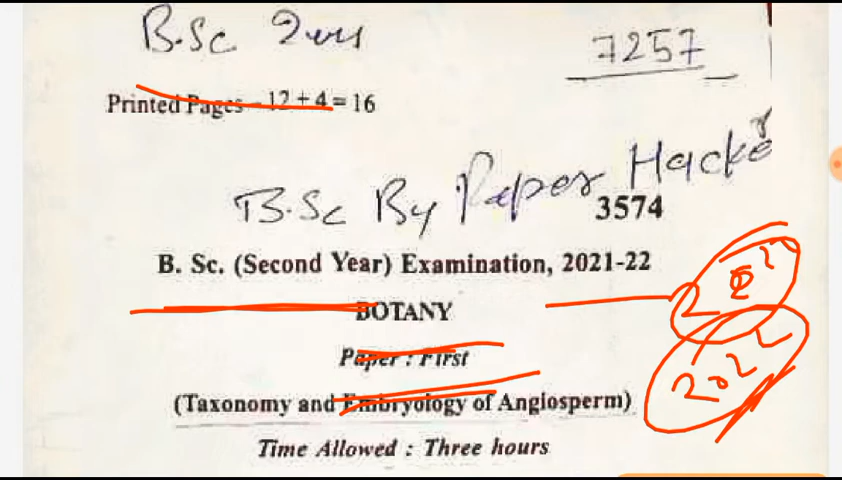 B.Sc
7257
Printed Pages - 12 + 4 = 16
B.Sc By Paper Hacker
3574
B. Sc. (Second Year) Examination, 2021-22
BOTANY
Paper : First
(Taxonomy and Embryology of Angiosperm)
2022
Time Allowed : Three hours